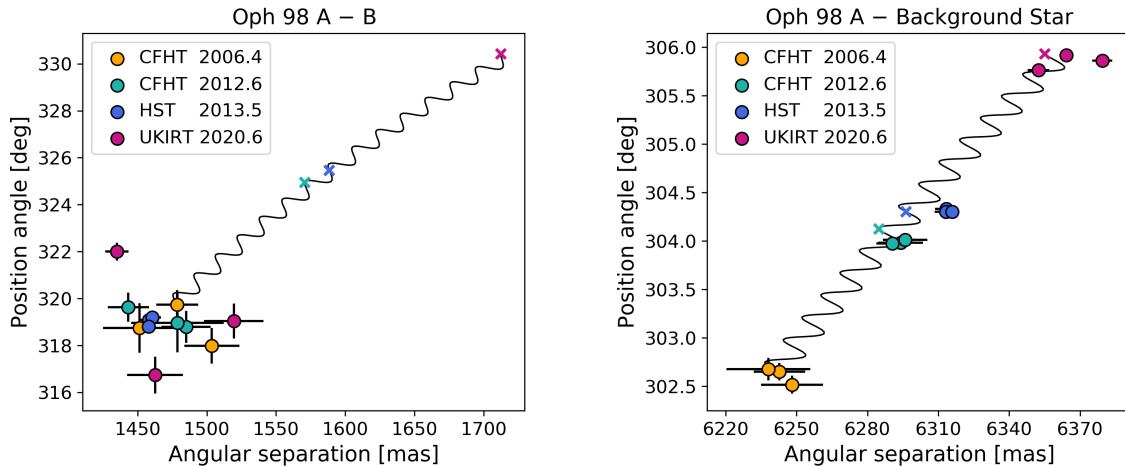 Oph 98 A − B
Position angle [deg]
330
328
326
324
322
320
318
316
CFHT 2006.4
CFHT 2012.6
HST 2013.5
UKIRT 2020.6
1450 1500 1550 1600 1650 1700
Angular separation [mas]
Oph 98 A − Background Star
Position angle [deg]
306.0
305.5
305.0
304.5
304.0
303.5
303.0
302.5
CFHT 2006.4
CFHT 2012.6
HST 2013.5
UKIRT 2020.6
6220 6250 6280 6310 6340 6370
Angular separation [mas]